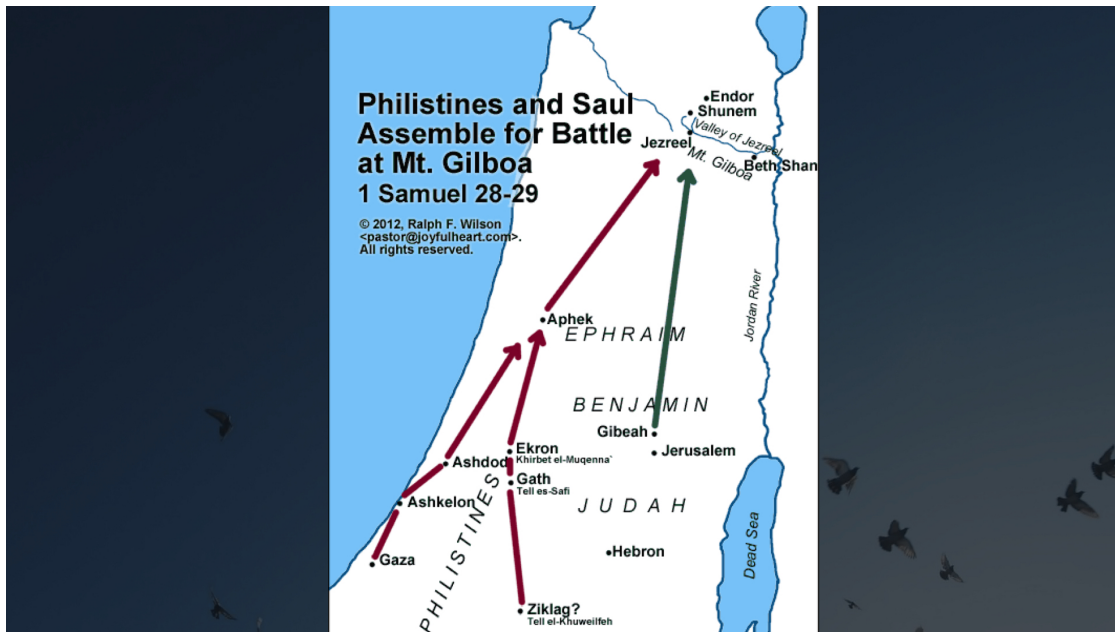 Philistines and Saul
Assemble for Battle
at Mt. Gilboa
1 Samuel 28-29
© 2012, Ralph F. Wilson
<pastor@joyfulheart.com>.
All rights reserved.
Endor
Shunem
Valley of Jezreel
Jezreel
Mt. Gilboa
Beth Shan
Jordan River
Aphek
EPHRAIM
BENJAMIN
Gibeah
Jerusalem
Ekron
Khirbet el-Muqenna`
Ashdod
Gath
Tell es-Safi
Ashkelon
PHILISTINES
JUDAH
Dead Sea
Hebron
Gaza
Ziklag?
Tell el-Khuweilfeh